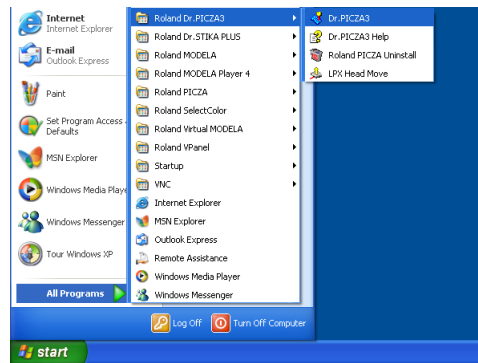 Internet
Internet Explorer
E-mail
Outlook Express
Paint
Set Program Access
Defaults
MSN Explorer
Windows Media Playe
Windows Messenger
Tour Windows XP
All Programs
Roland Dr.PICZA3
Roland Dr.STIKA PLUS
Roland MODELA
Roland MODELA Player 4
Roland PICZA
Roland SelectColor
Roland Virtual MODELA
Roland VPanel
Startup
VNC
Internet Explorer
MSN Explorer
Outlook Express
Remote Assistance
Windows Media Player
Windows Messenger
Dr.PICZA3
Dr.PICZA3 Help
Roland PICZA Uninstall
LPX Head Move
Log Off
Turn Off Computer
start